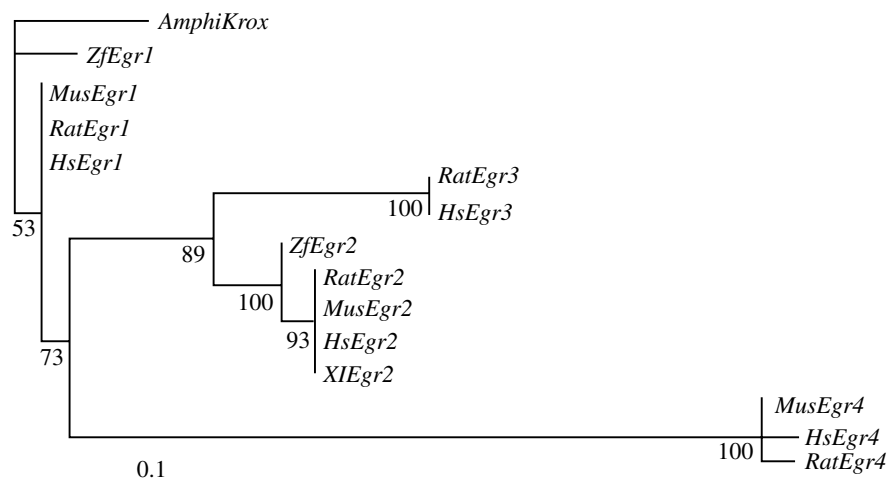 AmphiKrox
ZfEgr1
MusEgr1
RatEgr1
HsEgr1
RatEgr3
100
HsEgr3
53
89
ZfEgr2
RatEgr2
100
MusEgr2
93
HsEgr2
73
XIEgr2
MusEgr4
HsEgr4
100
RatEgr4
0.1